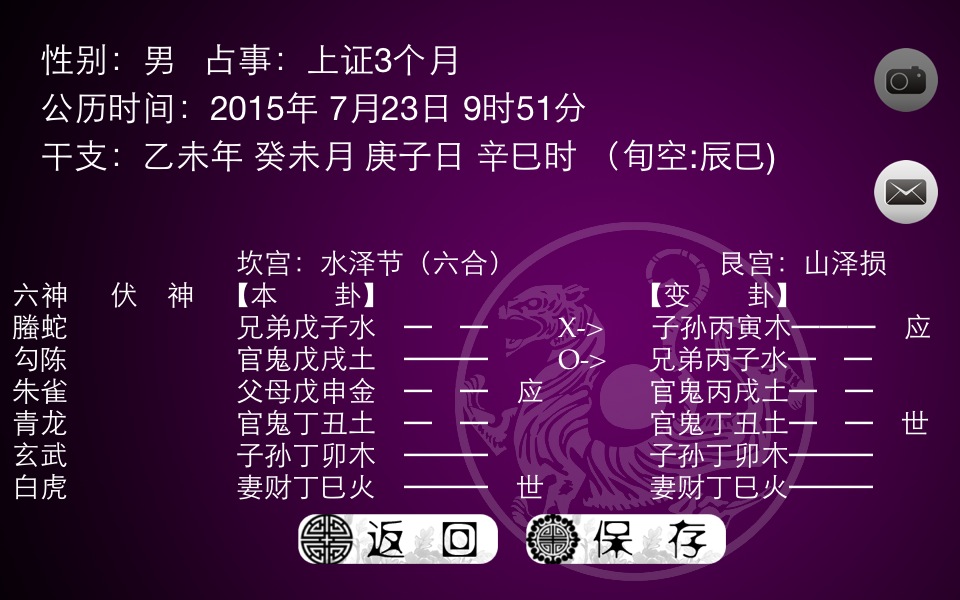 性别：男 占事：上证3个月
公历时间：2015年 7月23日 9时51分
干支：乙未年 癸未月 庚子日 辛巳时 （旬空:辰巳)
坎宫：水泽节（六合） 艮宫：山泽损
六神 伏 神 【本 卦】 【变 卦】
螣蛇 兄弟戊子水 — — X-> 子孙丙寅木——— 应
勾陈 官鬼戊戌土 ——— O-> 兄弟丙子水— —
朱雀 父母戊申金 — — 应 官鬼丙戌土— —
青龙 官鬼丁丑土 — — 官鬼丁丑土— — 世
玄武 子孙丁卯木 ——— 子孙丁卯木———
白虎 妻财丁巳火 ——— 世 妻财丁巳火———
返 回 保 存